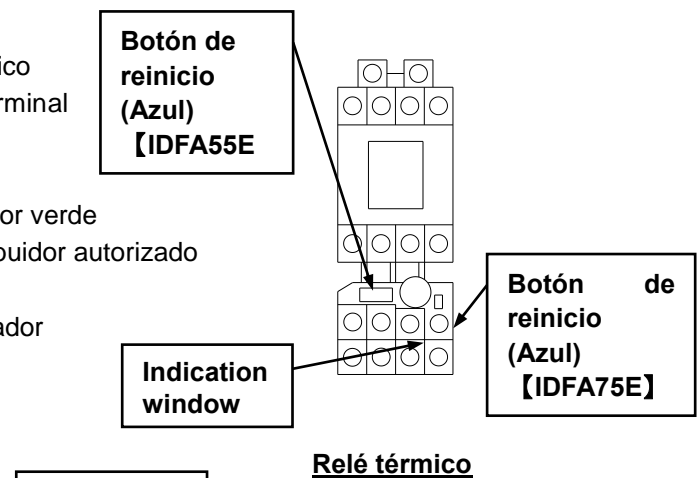 Botón de
reinicio
(Azul)
【IDFA55E
ico
rminal
or verde
ouidor autorizado
ador
Botón de
reinicio
(Azul)
【IDFA75E】
Indication
window
Relé térmico